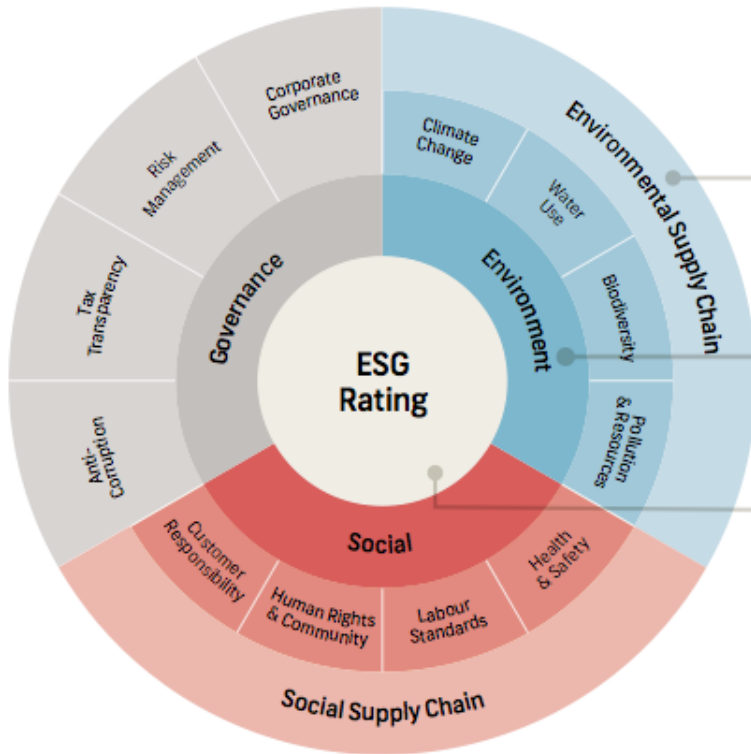 ESG
Rating
Environment
Social
Governance
Climate
Change
Water
Use
Biodiversity
Pollution
& Resources
Environmental Supply Chain
Health
& Safety
Labour
Standards
Human Rights
& Community
Customer
Responsibility
Social Supply Chain
Anti-
Corruption
Tax
Transparency
Risk
Management
Corporate
Governance